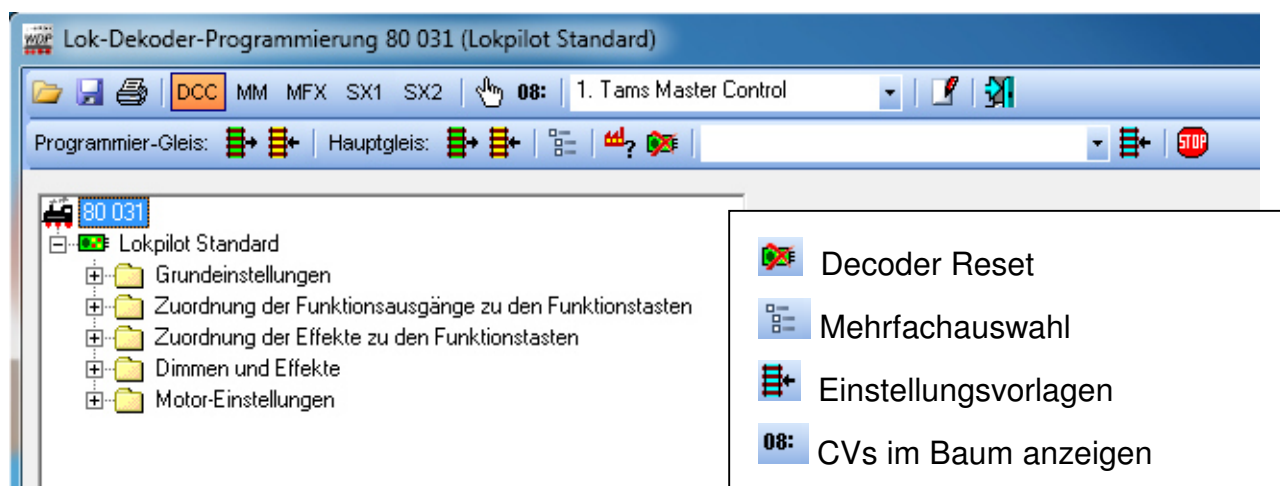 WDP Lok-Dekoder-Programmierung 80 031 (Lokpilot Standard)
DCC MM MFX SX1 SX2 08: 1. Tams Master Control
Programmier-Gleis: Hauptgleis: ? STOP
80 031
Lokpilot Standard
Grundeinstellungen
Zuordnung der Funktionsausgänge zu den Funktionstasten
Zuordnung der Effekte zu den Funktionstasten
Dimmen und Effekte
Motor-Einstellungen
Decoder Reset
Mehrfachauswahl
Einstellungsvorlagen
08: CVs im Baum anzeigen